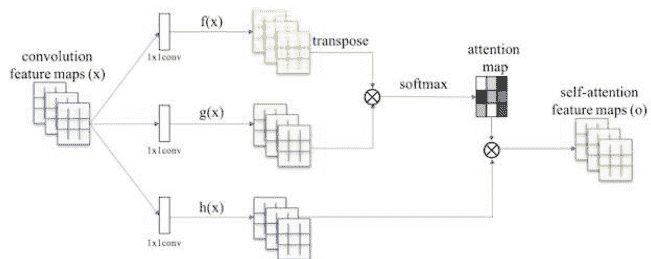 convolution
feature maps (x)
f(x)
1x1conv
transpose
g(x)
1x1conv
softmax
attention
map
h(x)
1x1conv
self-attention
feature maps (o)